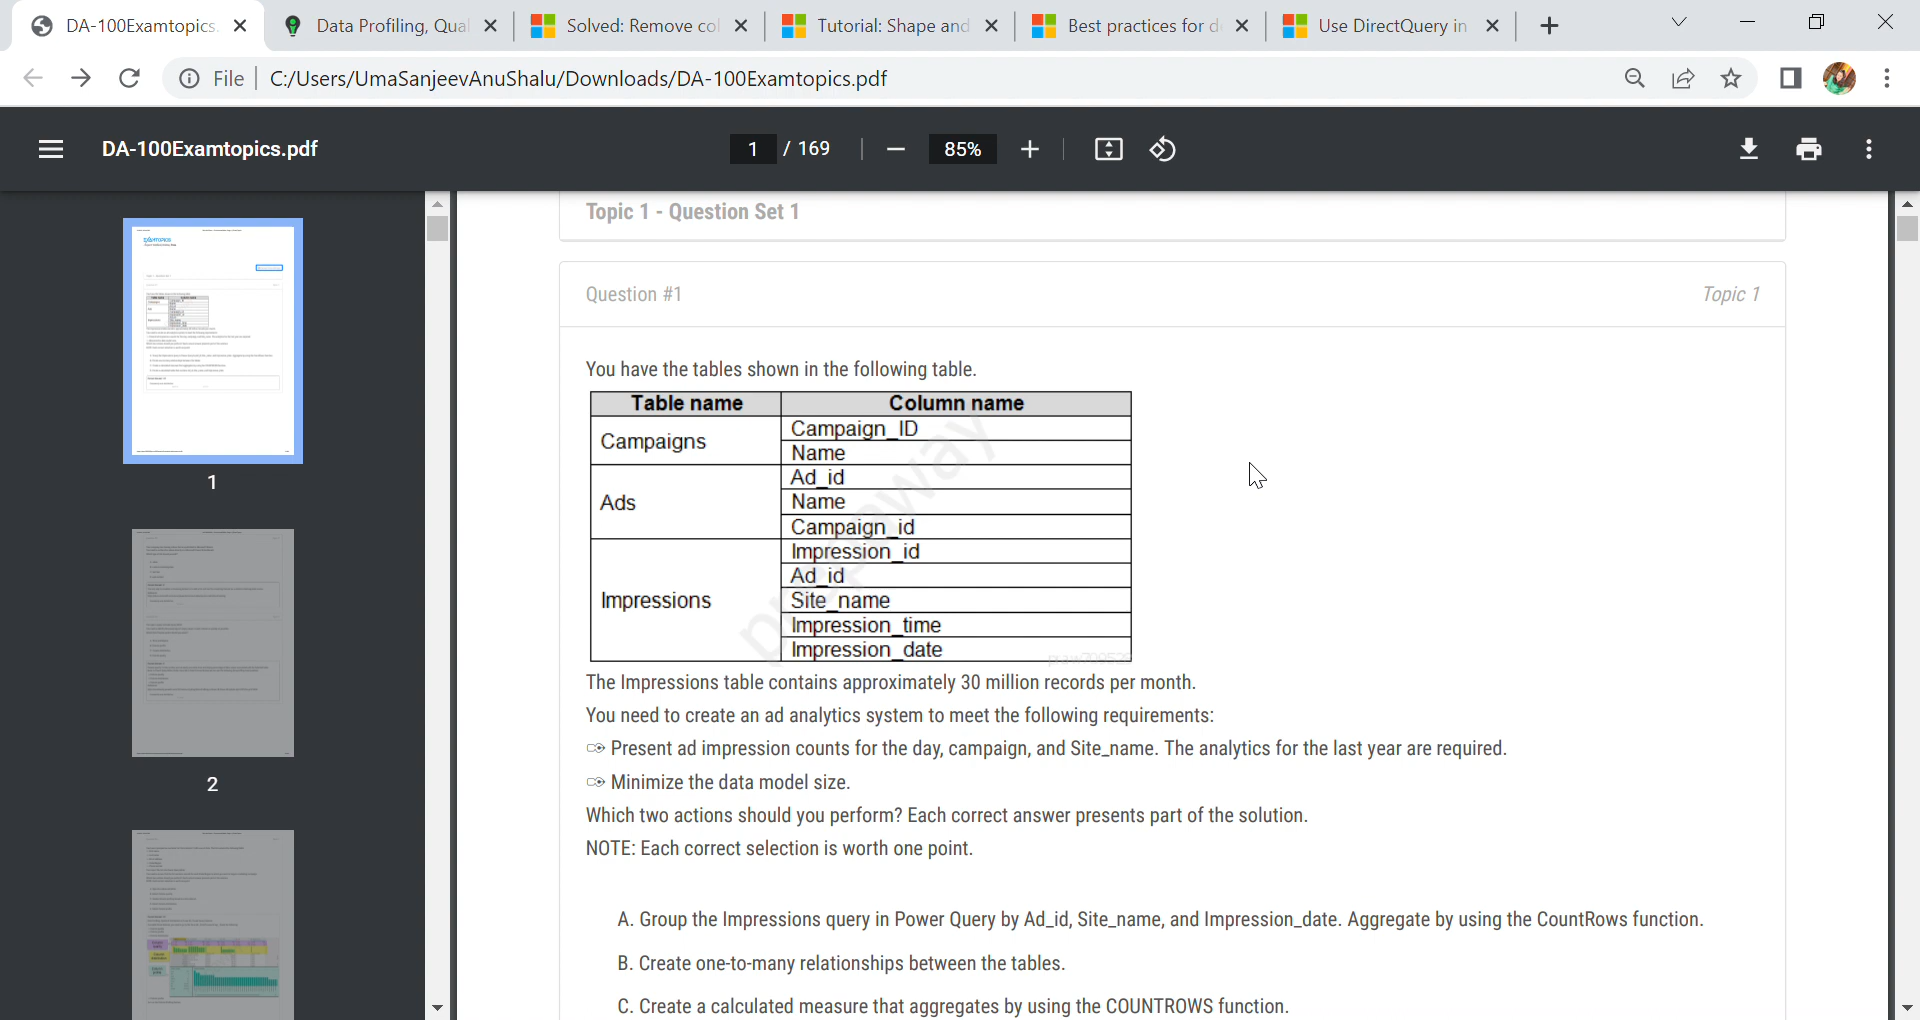 DA-100Examtopics.
Data Profiling, Qua
Solved: Remove co
Tutorial: Shape and
Best practices for d
Use DirectQuery in
File
C:/Users/UmaSanjeevAnuShalu/Downloads/DA-100Examtopics.pdf
DA-100Examtopics.pdf
1 / 169
85%
Topic 1 - Question Set 1
Question #1
Topic 1
You have the tables shown in the following table.
Table name
Column name
Campaigns
Campaign_ID
Name
Ads
Ad_id
Name
Campaign_id
Impressions
Impression_id
Ad_id
Site_name
Impression_time
Impression_date
The Impressions table contains approximately 30 million records per month.
You need to create an ad analytics system to meet the following requirements:
Present ad impression counts for the day, campaign, and Site_name. The analytics for the last year are required.
Minimize the data model size.
Which two actions should you perform? Each correct answer presents part of the solution.
NOTE: Each correct selection is worth one point.
A. Group the Impressions query in Power Query by Ad_id, Site_name, and Impression_date. Aggregate by using the CountRows function.
B. Create one-to-many relationships between the tables.
C. Create a calculated measure that aggregates by using the COUNTROWS function.
1
2